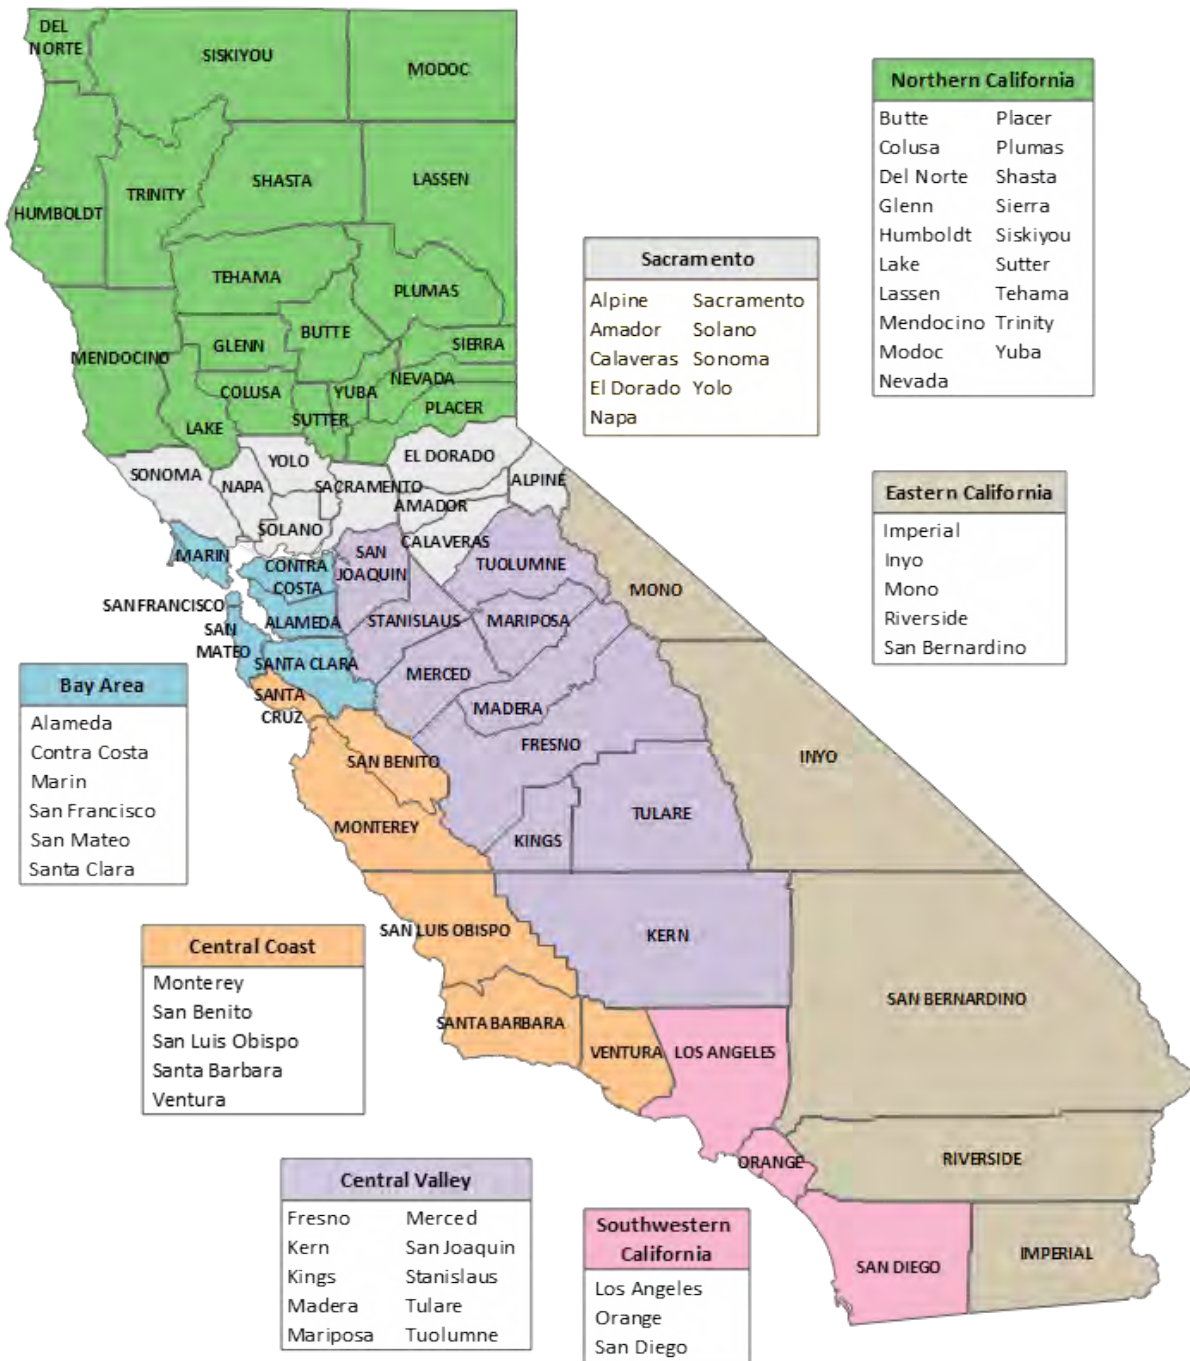 DEL
NORTE
SISKIYOU
MODOC
TRINITY
SHASTA
LASSEN
HUMBOLDT
TEHAMA
PLUMAS
BUTTE
GLENN
SIERRA
MENDOCINO
NEVADA
COLUSA
YUBA
PLACER
SUTTER
LAKE
EL DORADO
YOLO
SONOMA
ALPINE
NAPA
SACRAMENTO
AMADOR
SOLANO
CALAVERAS
MARIN
SAN
JOAQUIN
CONTRA
COSTA
TUOLUMNE
MONO
SAN FRANCISCO
ALAMEDA
STANISLAUS
MARIPOSA
SAN
MATEO
SANTA CLARA
MERCED
SANTA
CRUZ
MADERA
FRESNO
SAN BENITO
INYO
TULARE
MONTEREY
KINGS
SAN LUIS OBISPO
KERN
SAN BERNARDINO
SANTA BARBARA
VENTURA
LOS ANGELES
ORANGE
RIVERSIDE
SAN DIEGO
IMPERIAL
Northern California
Butte Placer
Colusa Plumas
Del Norte Shasta
Glenn Sierra
Humboldt Siskiyou
Lake Sutter
Lassen Tehama
Mendocino Trinity
Modoc Yuba
Nevada
Sacramento
Alpine Sacramento
Amador Solano
Calaveras Sonoma
El Dorado Yolo
Napa
Eastern California
Imperial
Inyo
Mono
Riverside
San Bernardino
Bay Area
Alameda
Contra Costa
Marin
San Francisco
San Mateo
Santa Clara
Central Coast
Monterey
San Benito
San Luis Obispo
Santa Barbara
Ventura
Central Valley
Fresno Merced
Kern San Joaquin
Kings Stanislaus
Madera Tulare
Mariposa Tuolumne
Southwestern
California
Los Angeles
Orange
San Diego